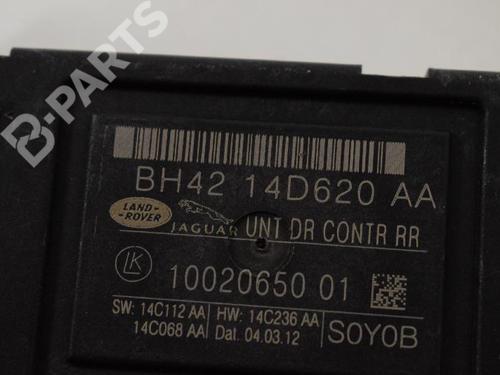 BH42 14D620 AA
LAND-
ROVER
JAGUAR UNT DR CONTR RR
LK 10020650 01
SW: 14C112 AA HW: 14C236 AA
14C068 AA Dat. 04.03.12
S0Y0B
B-PARTS